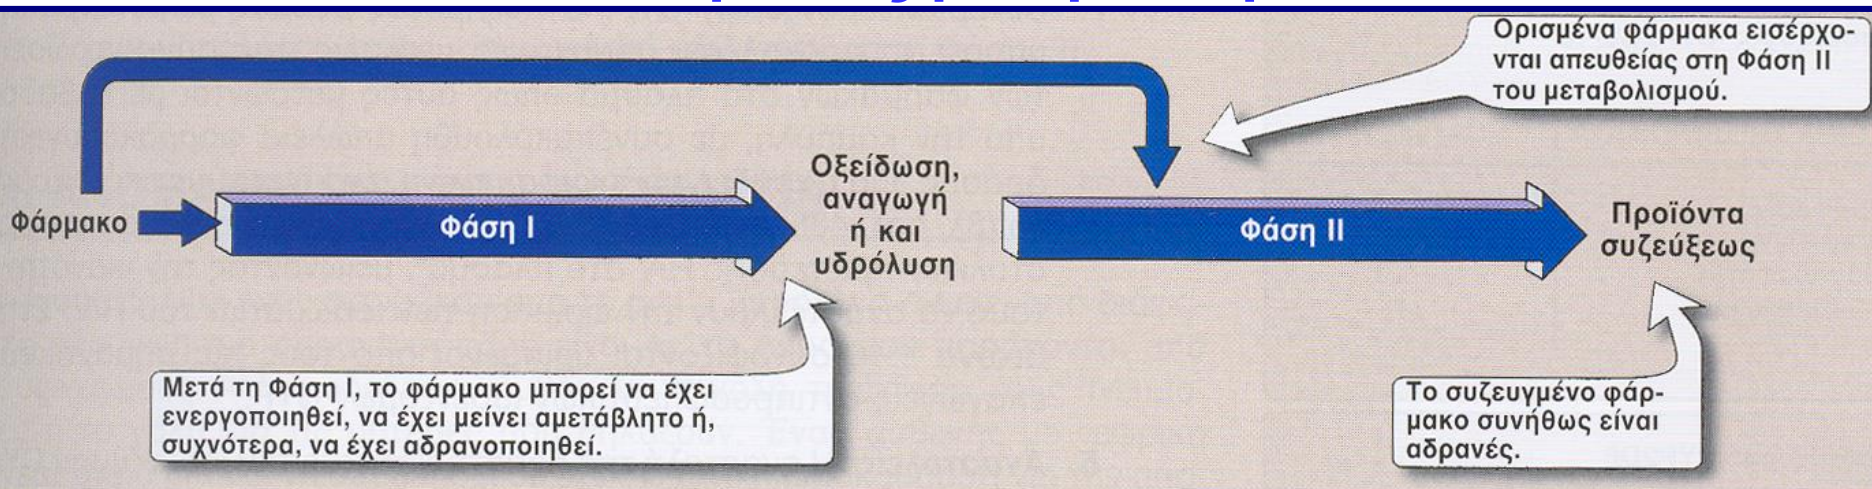 Ορισμένα φάρμακα εισέρχο-
νται απευθείας στη Φάση ΙΙ
του μεταβολισμού.
Φάρμακο
Φάση Ι
Οξείδωση,
αναγωγή
ή και
υδρόλυση
Φάση ΙΙ
Προϊόντα
συζεύξεως
Μετά τη Φάση Ι, το φάρμακο μπορεί να έχει
ενεργοποιηθεί, να έχει μείνει αμετάβλητο ή,
συχνότερα, να έχει αδρανοποιηθεί.
Το συζευγμένο φάρ-
μακο συνήθως είναι
αδρανές.